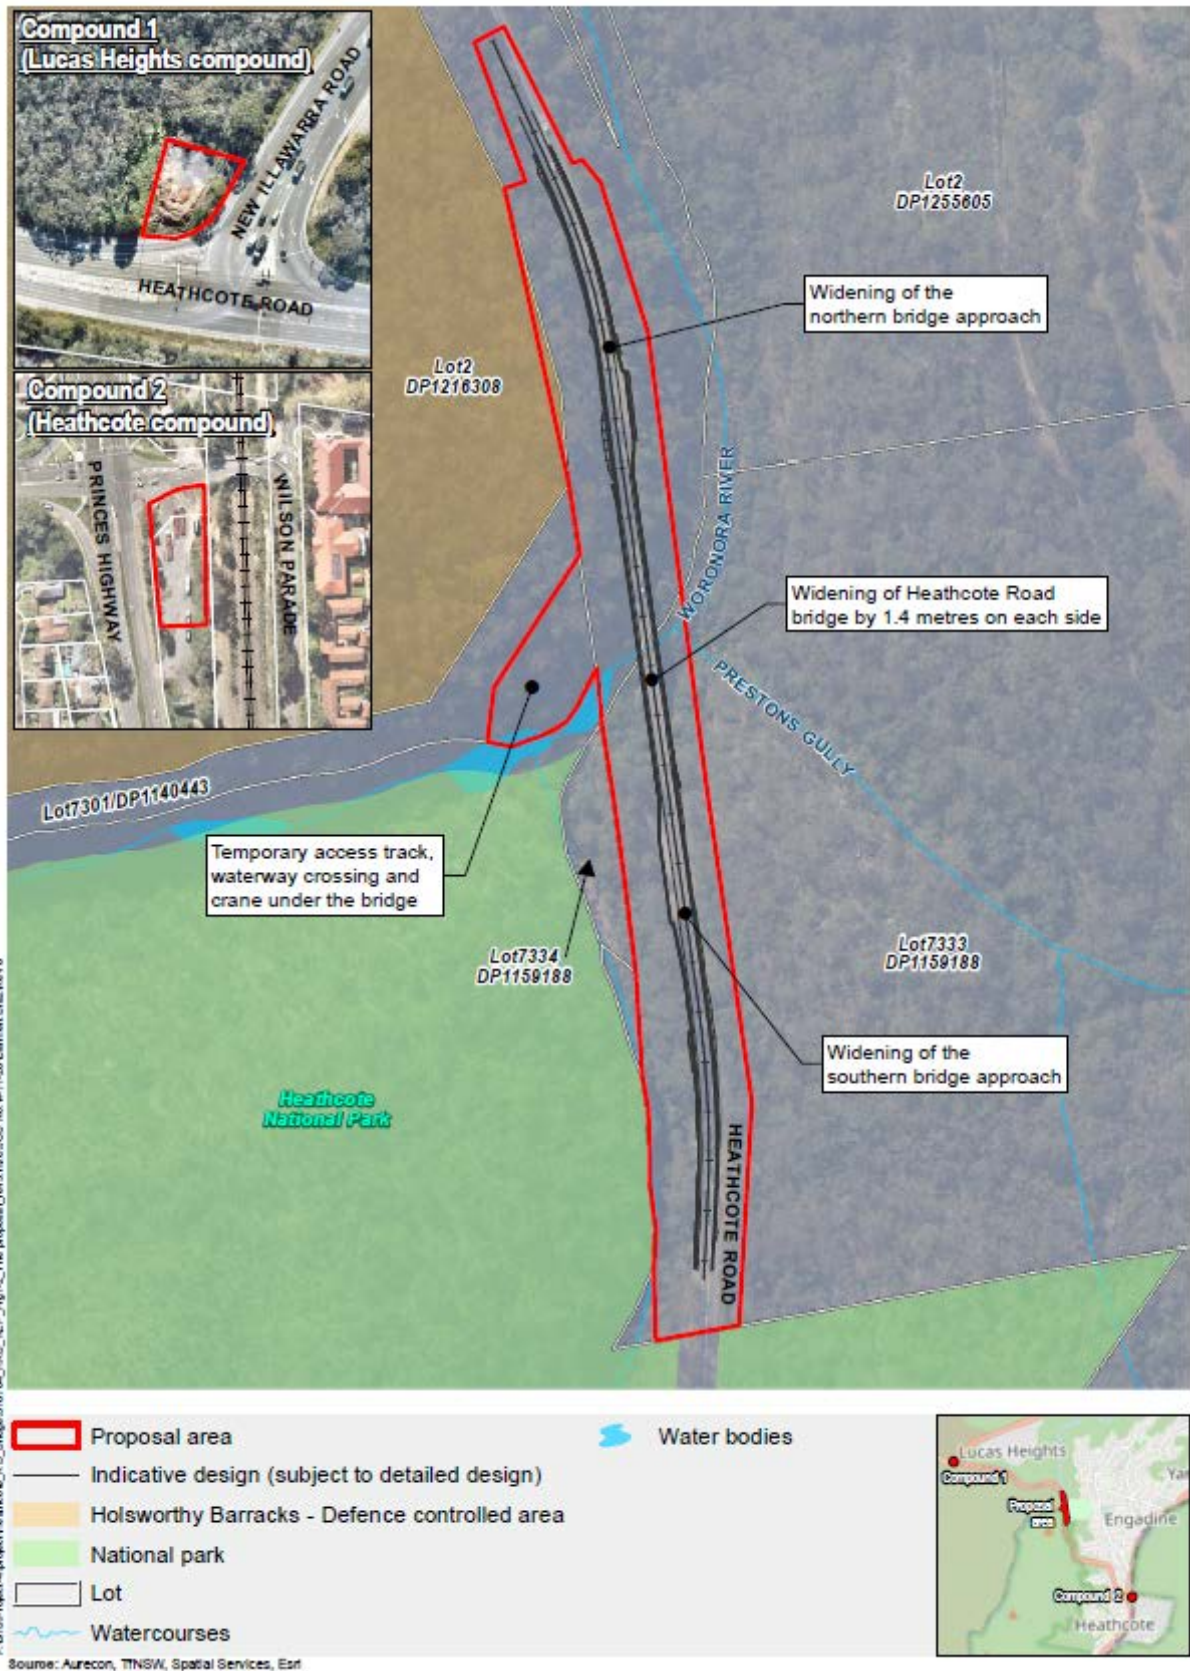 Compound 1
(Lucas Heights compound)
NEW ILLAWARRA ROAD
HEATHCOTE ROAD
Compound 2
(Heathcote compound)
PRINCES HIGHWAY
WILSON PARADE
Lot2
DP1255605
Widening of the
northern bridge approach
Lot2
DP1216308
WORONORA RIVER
Widening of Heathcote Road
bridge by 1.4 metres on each side
PRESTONS GULLY
Lot7301/DP1140443
Temporary access track,
waterway crossing and
crane under the bridge
Lot7334
DP1159188
Lot7333
DP1159188
Widening of the
southern bridge approach
Heathcote
National Park
HEATHCOTE ROAD
Proposal area
Indicative design (subject to detailed design)
Holsworthy Barracks - Defence controlled area
National park
Lot
Watercourses
Water bodies
Lucas Heights
Compound 1
Proposal
area
Engadine
Compound 2
Heathcote
Source: Aurecon, TfNSW, Spatial Services, Esri